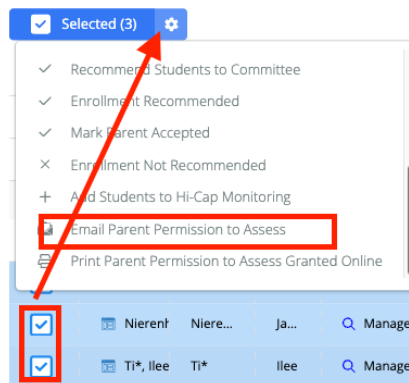 Selected (3)
Recommend Students to Committee
Enrollment Recommended
Mark Parent Accepted
Enrollment Not Recommended
Add Students to Hi-Cap Monitoring
Email Parent Permission to Assess
Print Parent Permission to Assess Granted Online
Nierenh Niere... Ja... Manage
Ti*, Ilee Ti* Ilee Manage